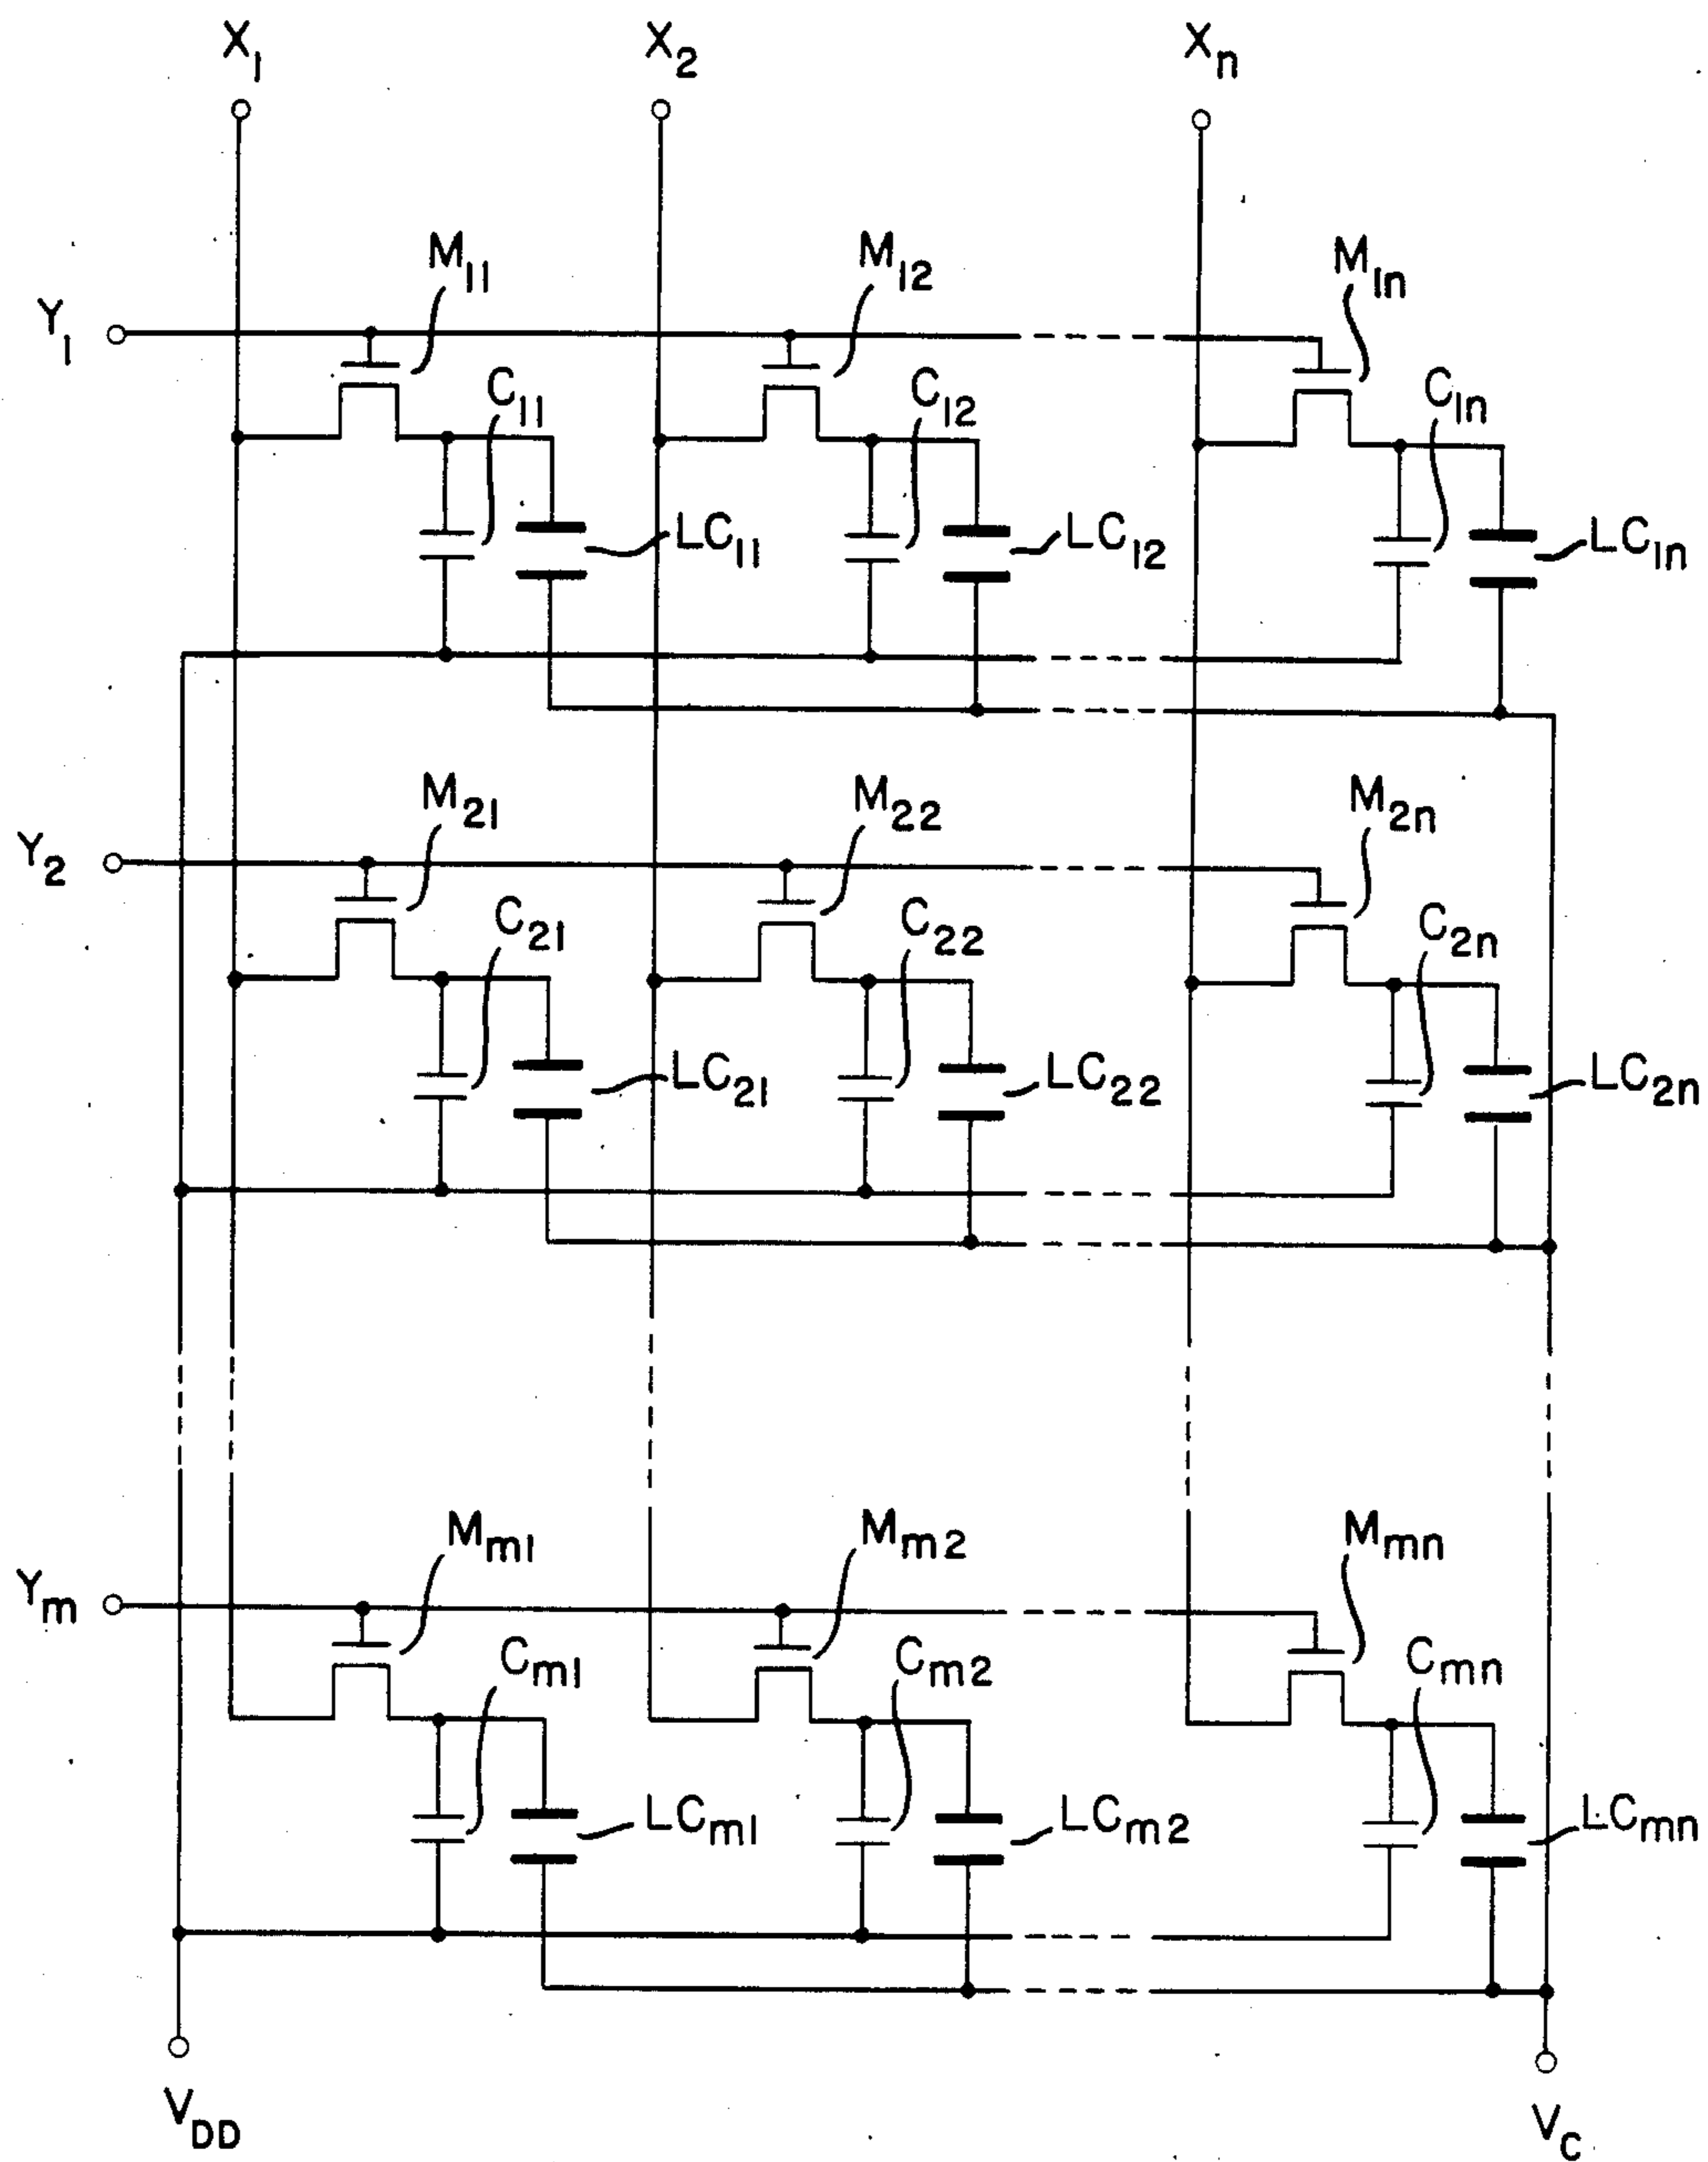 X1 X2 Xn
M11 M12 M1n
Y1
C11 C12 C1n
LC11 LC12 LC1n
M21 M22 M2n
Y2
C21 C22 C2n
LC21 LC22 LC2n
Mm1 Mm2 Mmn
Ym
Cm1 Cm2 Cmn
LCm1 LCm2 LCmn
VDD VC